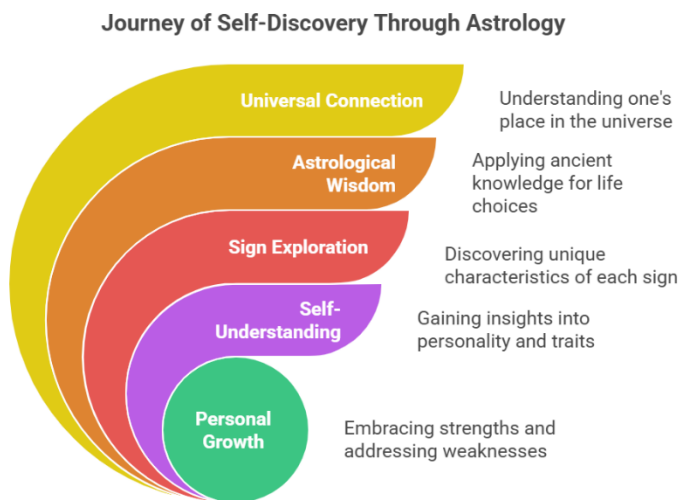 Journey of Self-Discovery Through Astrology
Universal Connection
Understanding one's
place in the universe
Astrological
Wisdom
Applying ancient
knowledge for life
choices
Sign Exploration
Discovering unique
characteristics of each sign
Self-
Understanding
Gaining insights into
personality and traits
Personal
Growth
Embracing strengths and
addressing weaknesses